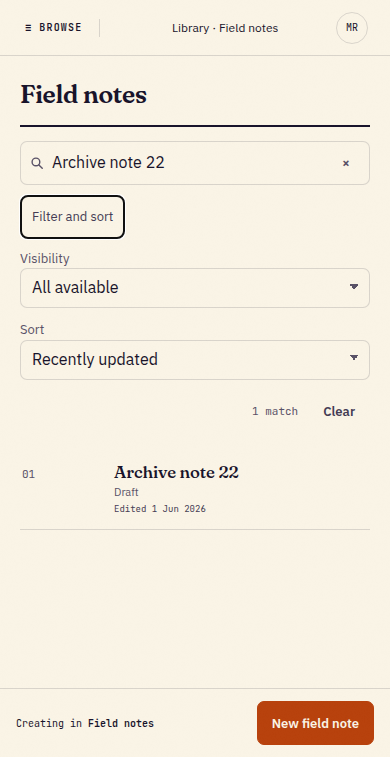 ≡ BROWSE
Library · Field notes
MR
Field notes
Archive note 22
×
Filter and sort
Visibility
All available
Sort
Recently updated
1 match
Clear
01
Archive note 22
Draft
Edited 1 Jun 2026
Creating in Field notes
New field note